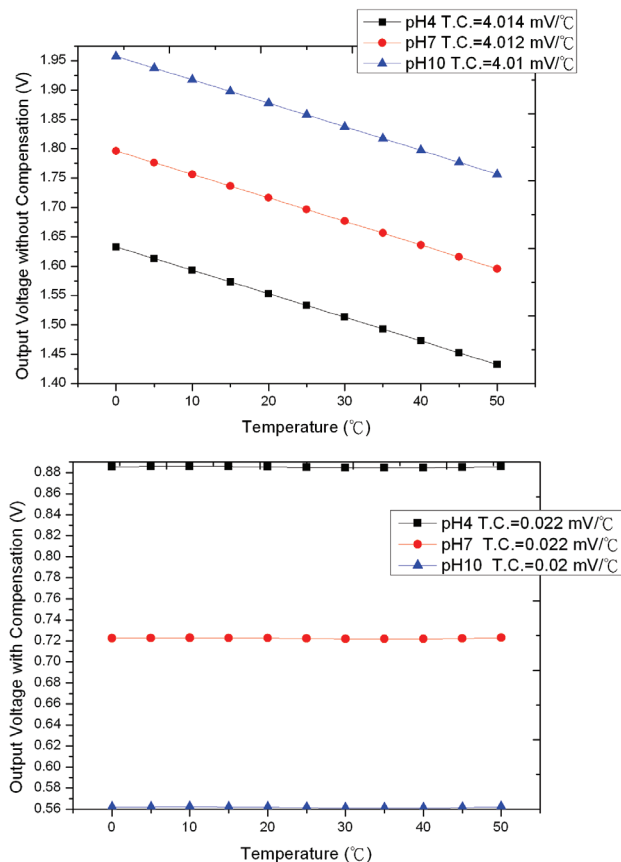 pH4 T.C.=4.014 mV/℃
pH7 T.C.=4.012 mV/℃
pH10 T.C.=4.01 mV/℃
Output Voltage without Compensation (V)
1.95
1.90
1.85
1.80
1.75
1.70
1.65
1.60
1.55
1.50
1.45
1.40
0 10 20 30 40 50
Temperature (℃)
pH4 T.C.=0.022 mV/℃
pH7 T.C.=0.022 mV/℃
pH10 T.C.=0.02 mV/℃
Output Voltage with Compensation (V)
0.88
0.86
0.84
0.82
0.80
0.78
0.76
0.74
0.72
0.70
0.68
0.66
0.64
0.62
0.60
0.58
0.56
0 10 20 30 40 50
Temperature (℃)